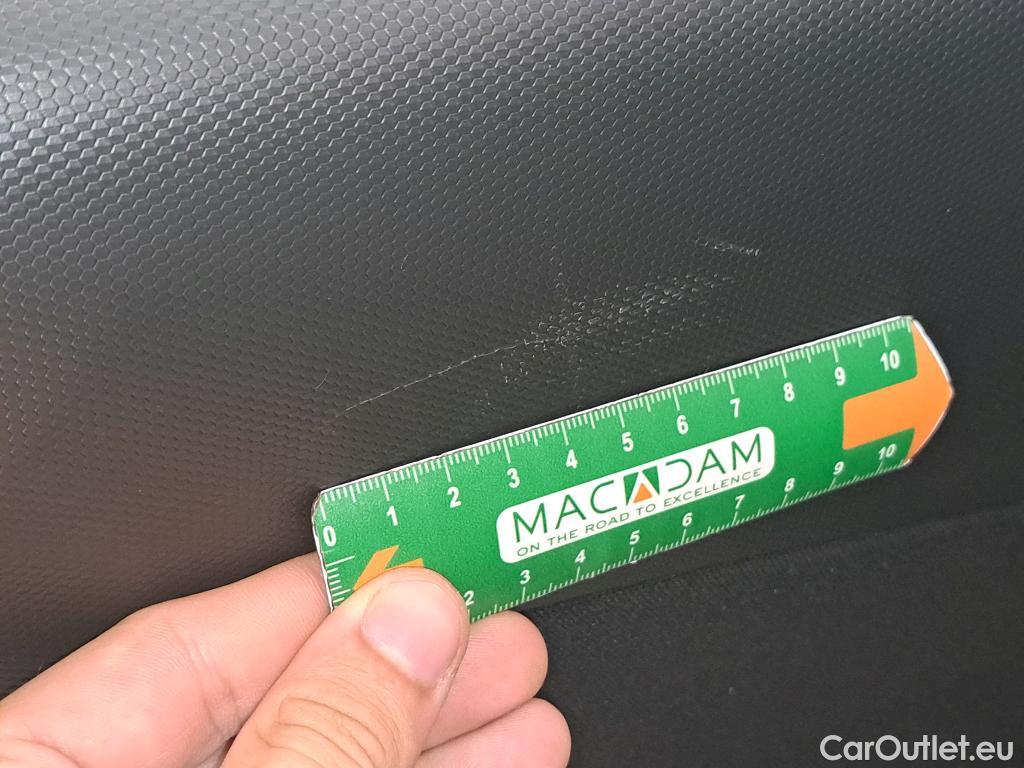 0 1 2 3 4 5 6 7 8 9 10
MACADAM
ON THE ROAD TO EXCELLENCE
2 3 4 5 6 7 8 9 10
CarOutlet.eu